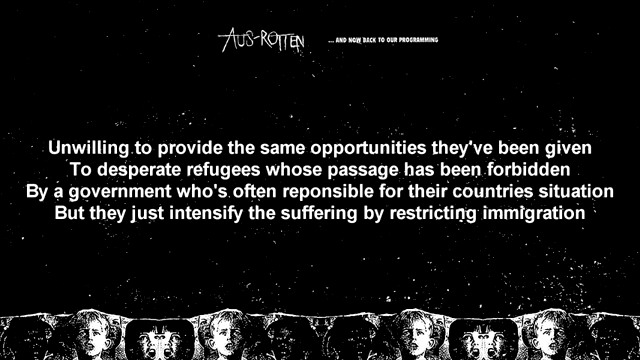 AUS-ROTTEN
...AND NOW BACK TO OUR PROGRAMMING
Unwilling to provide the same opportunities they've been given
To desperate refugees whose passage has been forbidden
By a government who's often reponsible for their countries situation
But they just intensify the suffering by restricting immigration